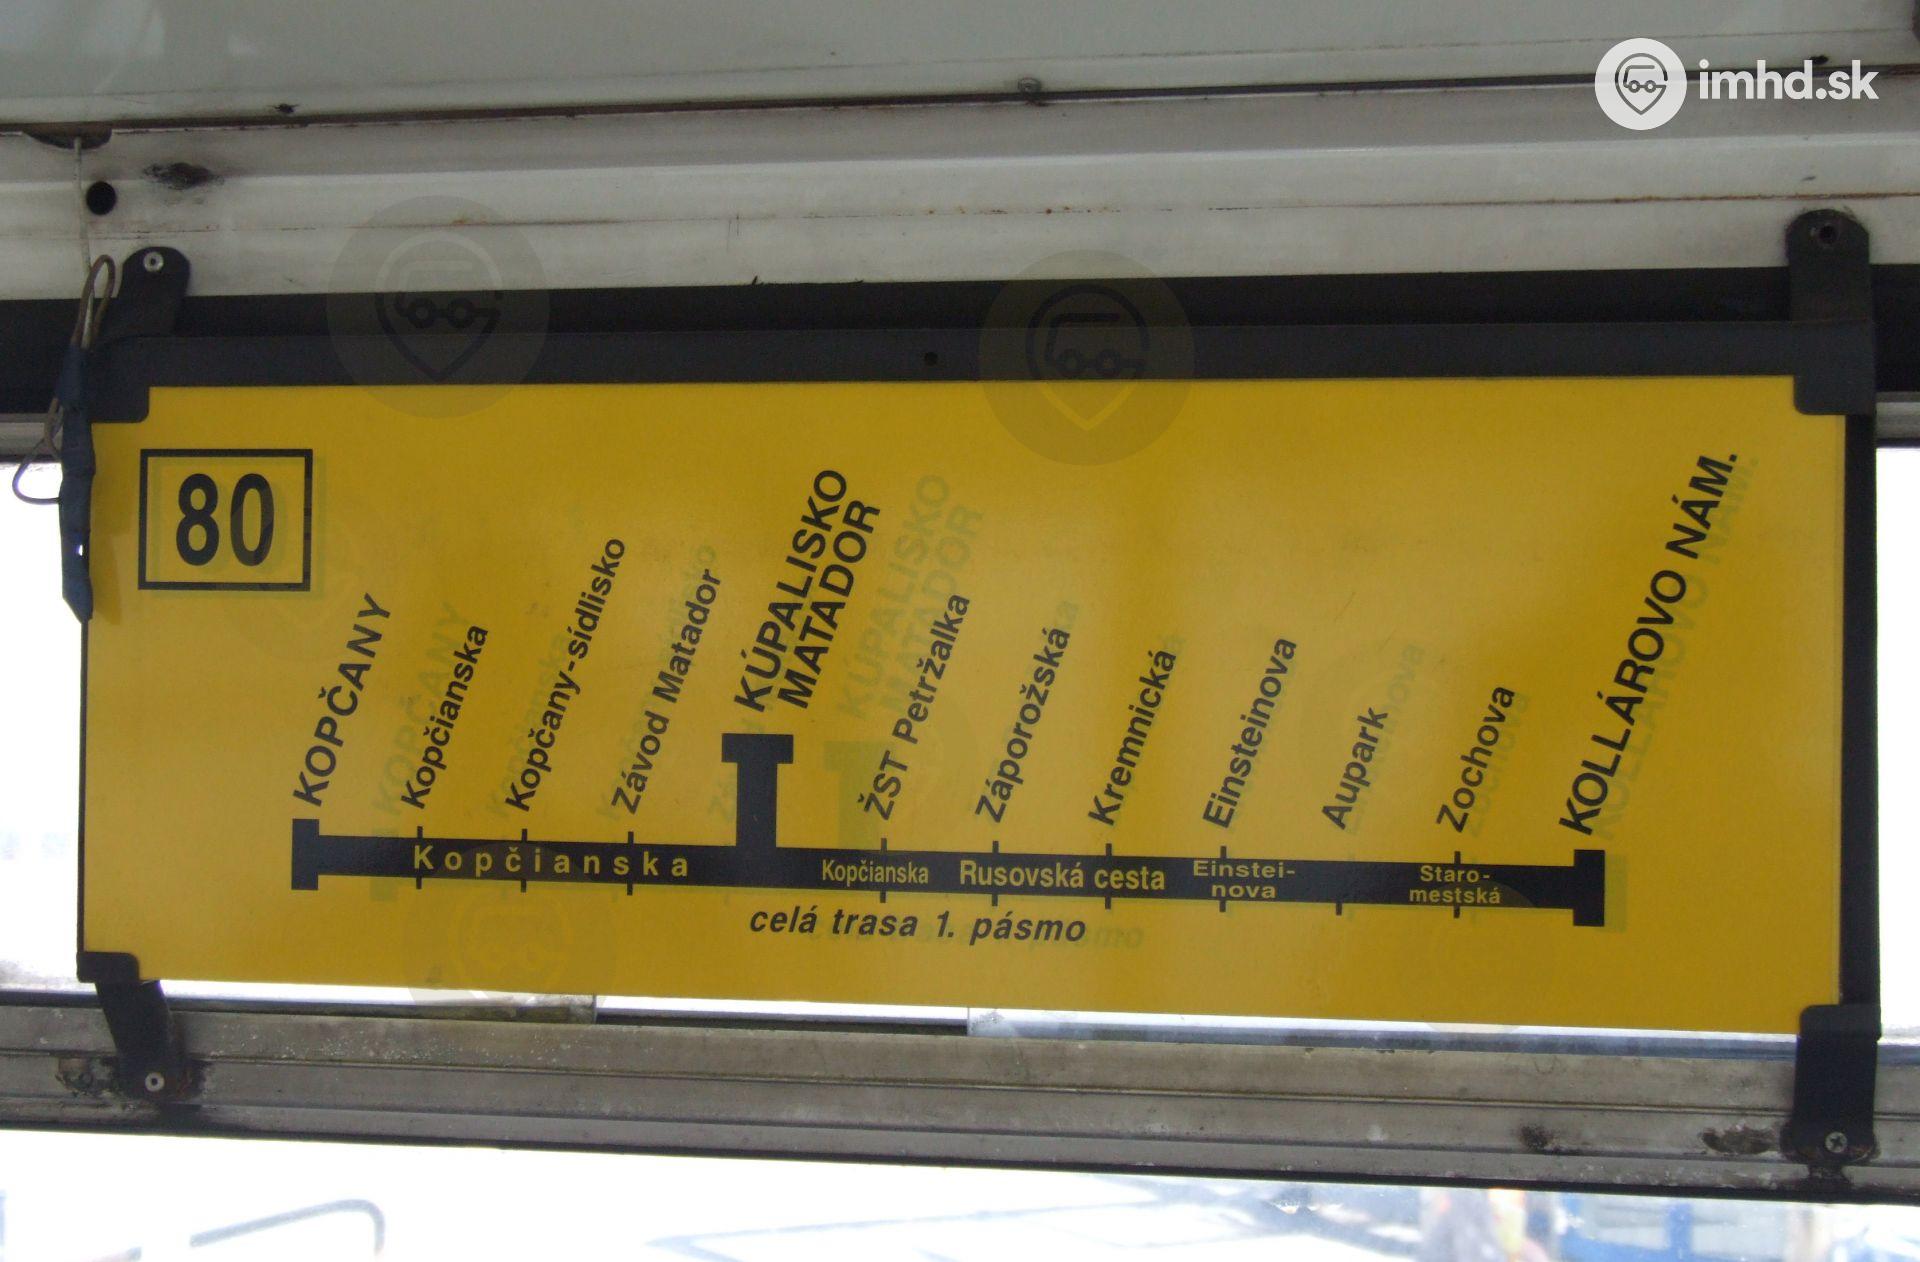 imhd.sk
80
KOPČANY
Kopčianska
Kopčany-sídlisko
Závod Matador
KÚPALISKO
MATADOR
ŽST Petržalka
Záporožská
Kremnická
Einsteinova
Aupark
Zochova
KOLLÁROVO NÁM.
Kopčianska
Kopčianska
Rusovská cesta
Einstei-
nova
Staro-
mestská
celá trasa 1. pásmo